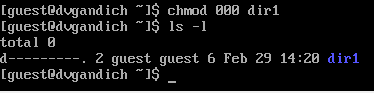 [guest@dvgandich ~]$ chmod 000 dir1
[guest@dvgandich ~]$ ls -l
total 0
d---------. 2 guest guest 6 Feb 29 14:20 dir1
[guest@dvgandich ~]$ _